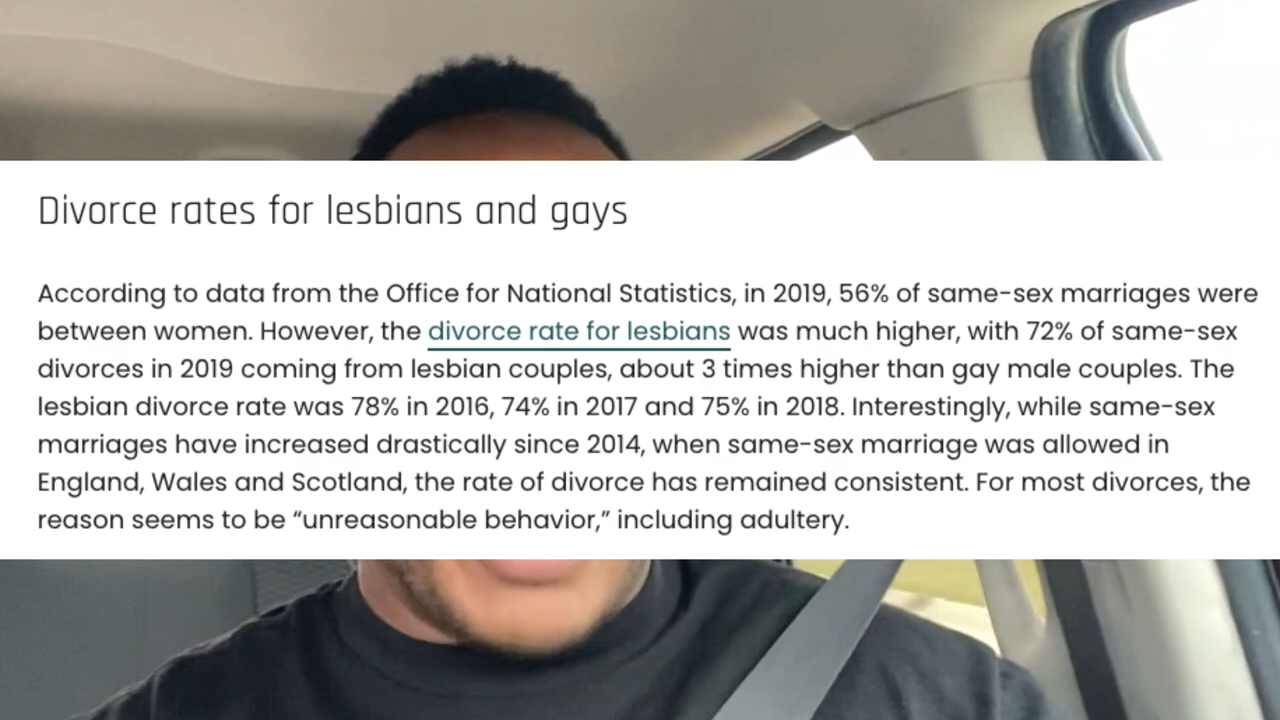 Divorce rates for lesbians and gays
According to data from the Office for National Statistics, in 2019, 56% of same-sex marriages were
between women. However, the divorce rate for lesbians was much higher, with 72% of same-sex
divorces in 2019 coming from lesbian couples, about 3 times higher than gay male couples. The
lesbian divorce rate was 78% in 2016, 74% in 2017 and 75% in 2018. Interestingly, while same-sex
marriages have increased drastically since 2014, when same-sex marriage was allowed in
England, Wales and Scotland, the rate of divorce has remained consistent. For most divorces, the
reason seems to be “unreasonable behavior,” including adultery.